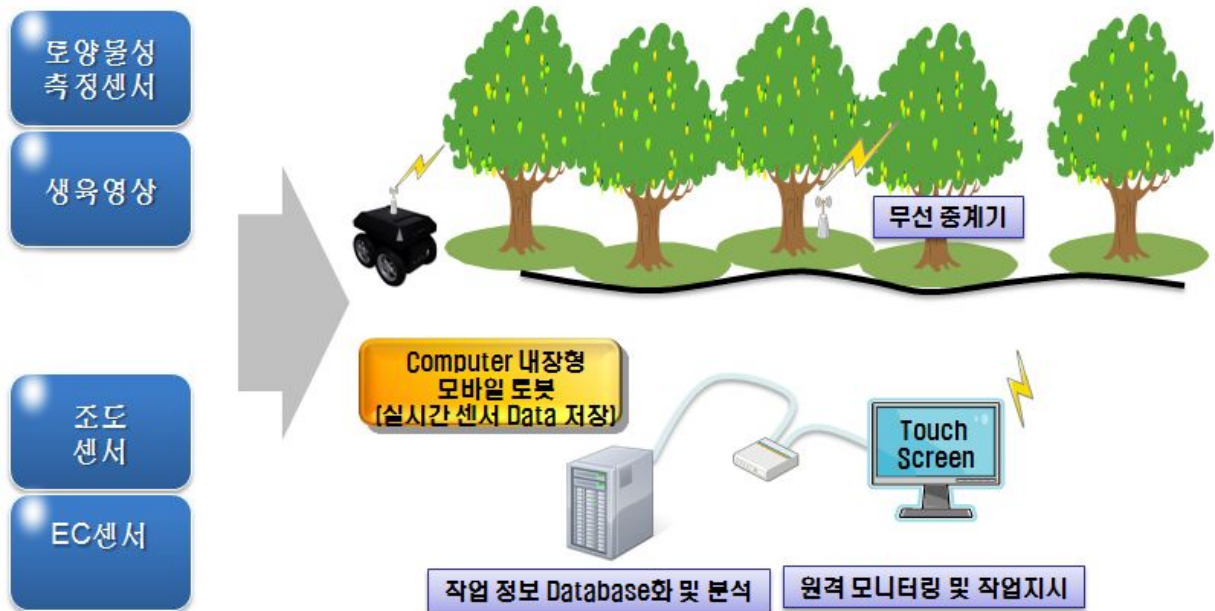 토양물성
측정센서
생육영상
조도
센서
EC센서
무선 중계기
Computer 내장형
모바일 토봇
(실시간 센서 Data 저장)
Touch
Screen
작업 정보 Database화 및 분석
원격 모니터링 및 작업지시